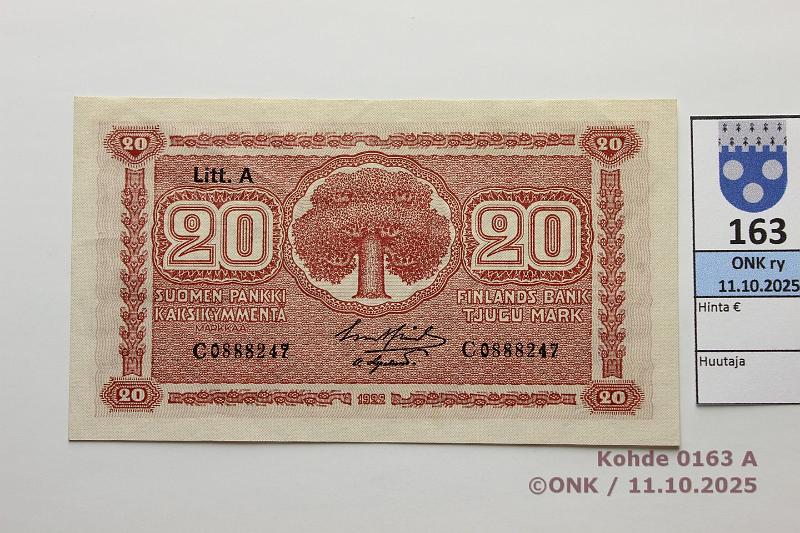 20 20
Litt. A
20 20
SUOMEN PANKKI FINLANDS BANK
KAKSIKYMMENTÄ TJUGU MARK
MARKKAA
C0888247 C0888247
20 1922 20
163
ONK ry
11.10.2025
Hinta €
Huutaja
Kohde 0163 A
©ONK / 11.10.2025